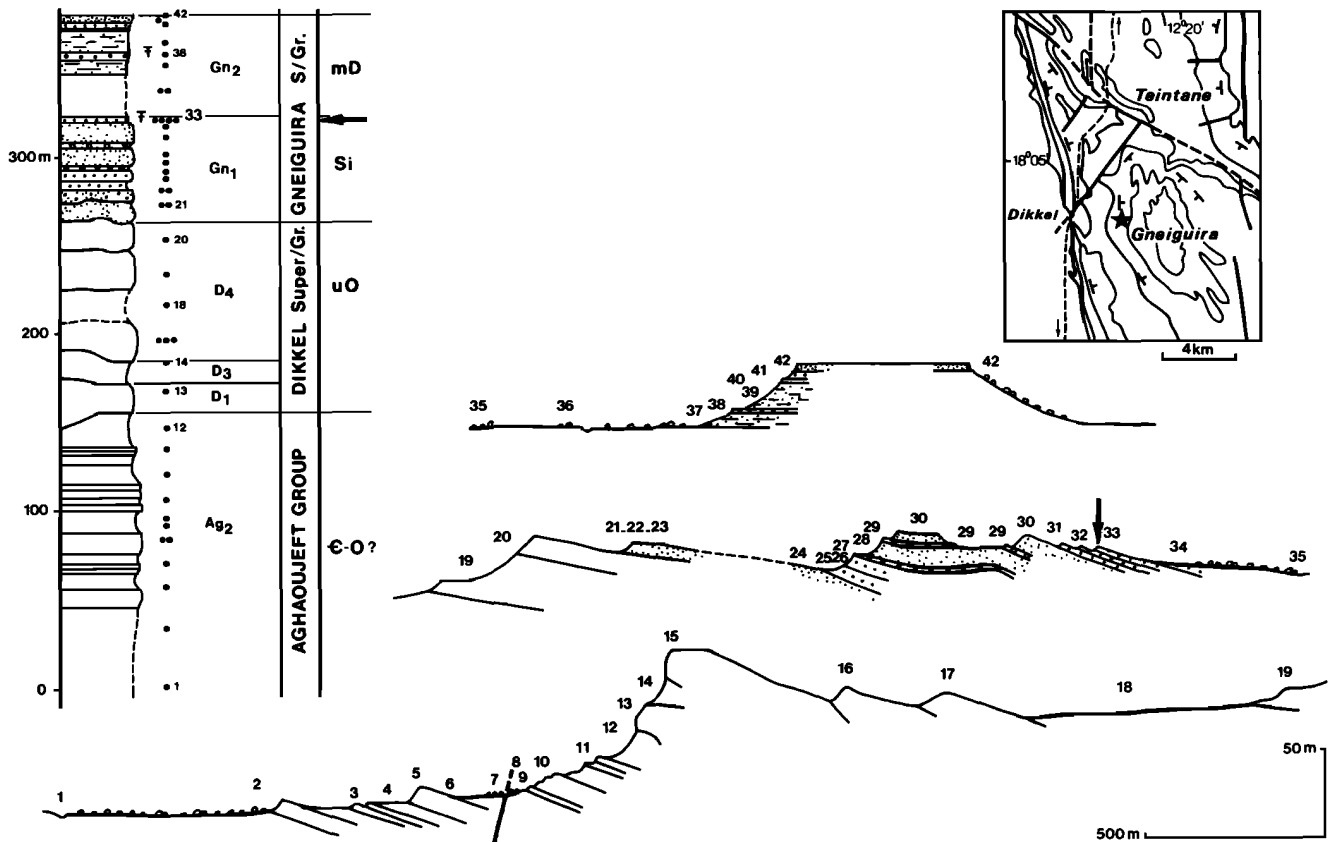 42
38
33
300 m
21
20
18
200
14
13
12
100
0
1
Gn2
Gn1
D4
D3
D1
Ag2
GNEIGUIRA S/Gr.
DIKKEL Super/Gr.
AGHAOUJEFT GROUP
mD
Si
uO
Є-O?
12°20'
Teintane
18°05'
Dikkel
Gneiguira
4km
35 36 37 38 39 40 41 42 42
19 20 21 22 23 24 25 26 27 28 29 30 29 29 30 31 32 33 34 35
1 2 3 4 5 6 7 8 9 10 11 12 13 14 15 16 17 18 19
50 m
500 m